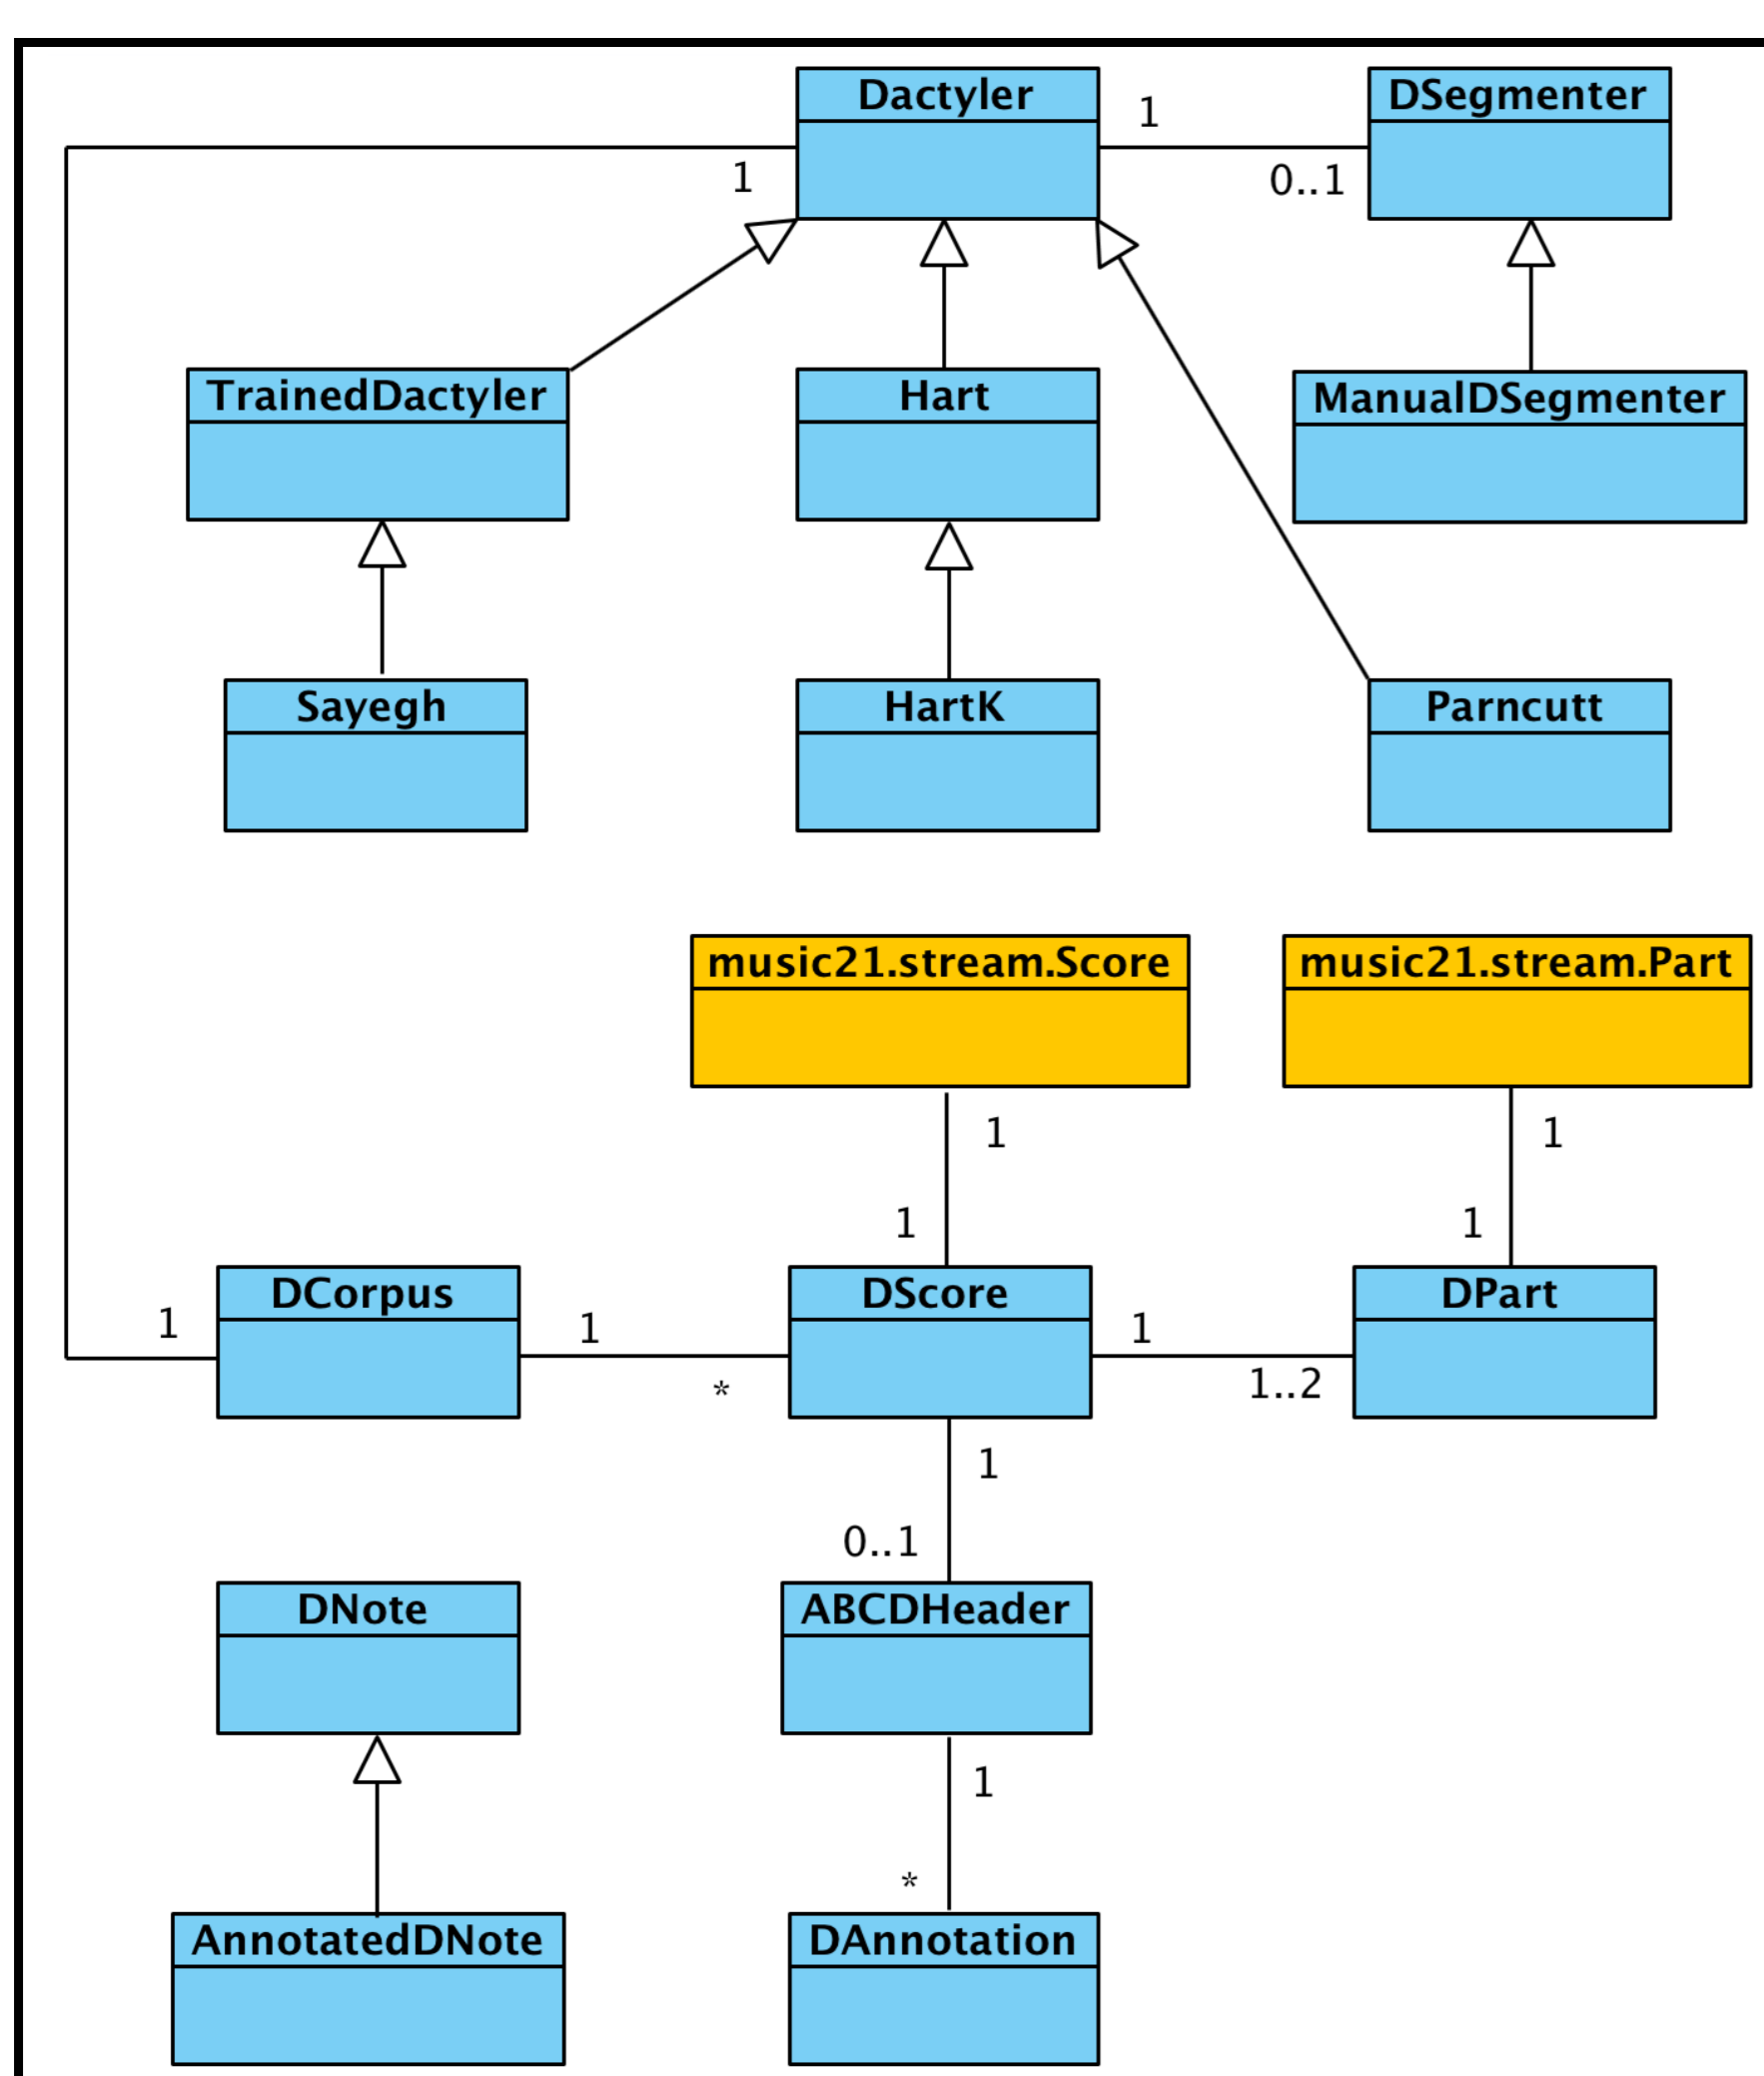 Dactyler
DSegmenter
1
1
0..1
TrainedDactyler
Hart
ManualDSegmenter
Sayegh
HartK
Parncutt
music21.stream.Score
music21.stream.Part
1
1
1
1
DCorpus
DScore
DPart
1
1
1
*
1..2
1
0..1
DNote
ABCDHeader
1
*
AnnotatedDNote
DAnnotation